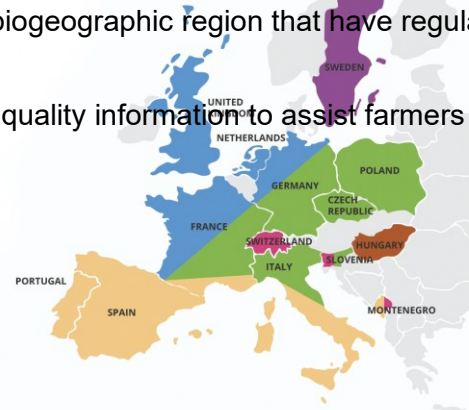 biogeographic region that have regula
SWEDEN
UNITED
KINGDOM
quality information to assist farmers
NETHERLANDS
POLAND
GERMANY
CZECH
REPUBLIC
FRANCE
SWITZERLAND
HUNGARY
SLOVENIA
ITALY
PORTUGAL
SPAIN
MONTENEGRO